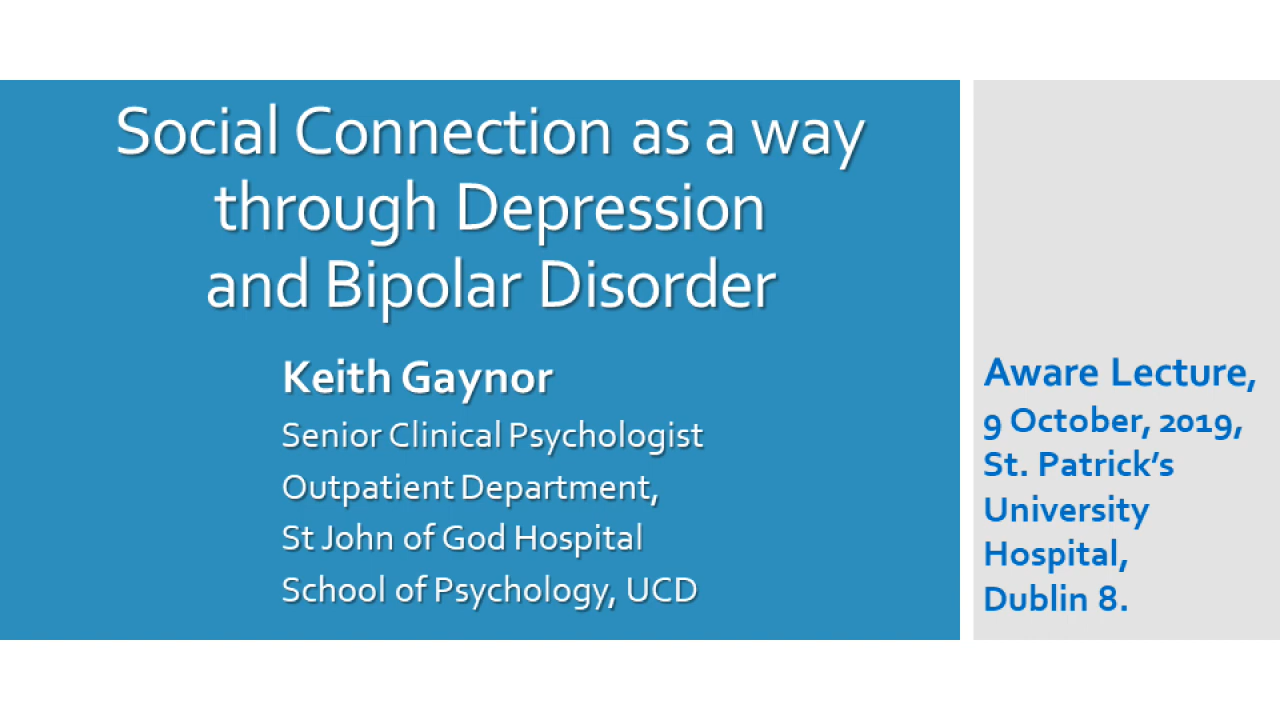 Social Connection as a way
through Depression
and Bipolar Disorder
Keith Gaynor
Senior Clinical Psychologist
Outpatient Department,
St John of God Hospital
School of Psychology, UCD
Aware Lecture,
9 October, 2019,
St. Patrick’s
University
Hospital,
Dublin 8.